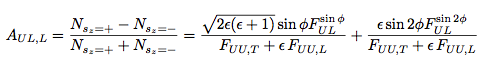 $A_{UL,L} = \frac{N_{s_z=+} - N_{s_z=-}}{N_{s_z=+} + N_{s_z=-}} = \frac{\sqrt{2\epsilon(\epsilon+1)} \sin\phi F_{UL}^{\sin\phi}}{F_{UU,T} + \epsilon F_{UU,L}} + \frac{\epsilon \sin 2\phi F_{UL}^{\sin 2\phi}}{F_{UU,T} + \epsilon F_{UU,L}}$